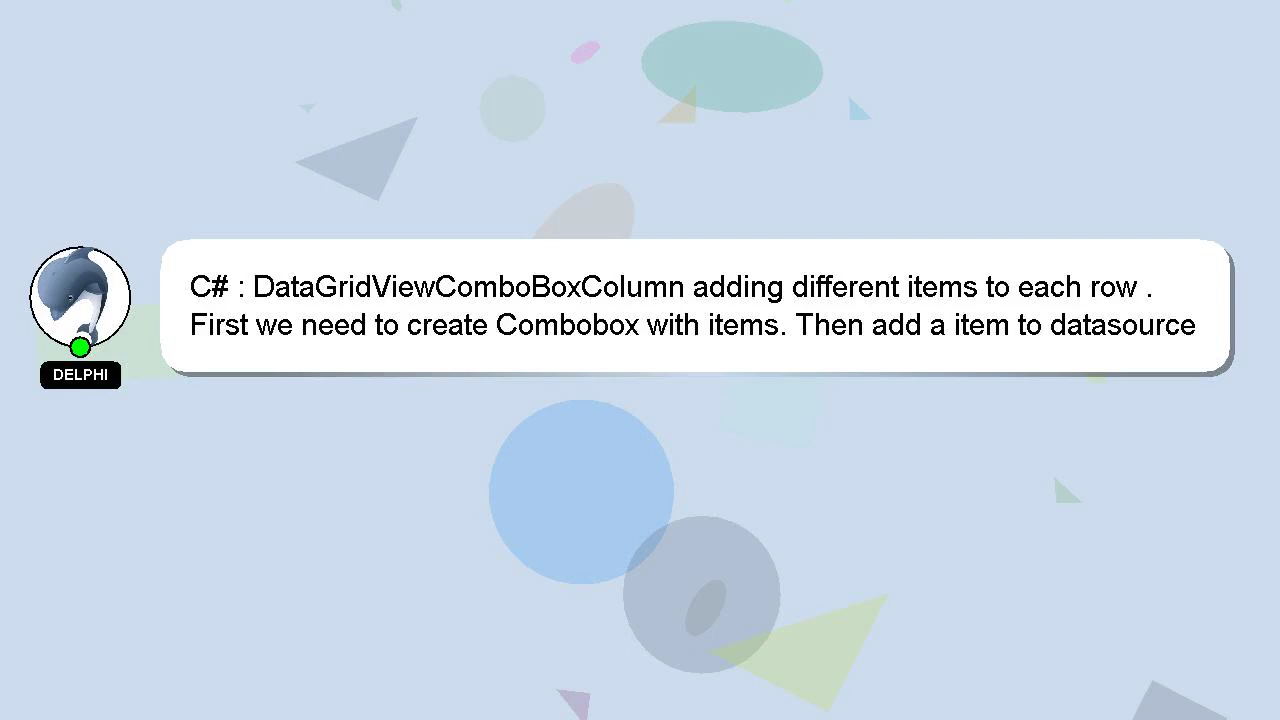 C# : DataGridViewComboBoxColumn adding different items to each row .
First we need to create Combobox with items. Then add a item to datasource
DELPHI